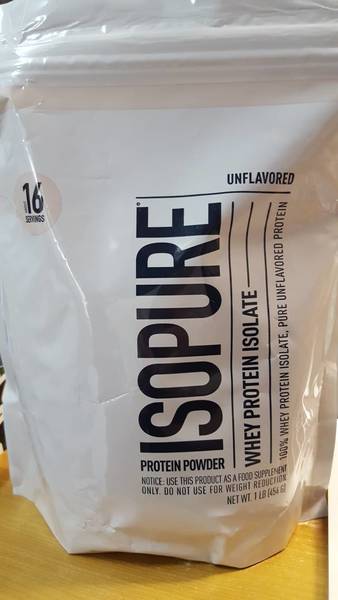 UNFLAVORED
16
SERVINGS
ISOPURE®
WHEY PROTEIN ISOLATE
100% WHEY PROTEIN ISOLATE, PURE UNFLAVORED PROTEIN
PROTEIN POWDER
NOTICE: USE THIS PRODUCT AS A FOOD SUPPLEMENT
ONLY. DO NOT USE FOR WEIGHT REDUCTION.
NET WT. 1 LB (454 G)